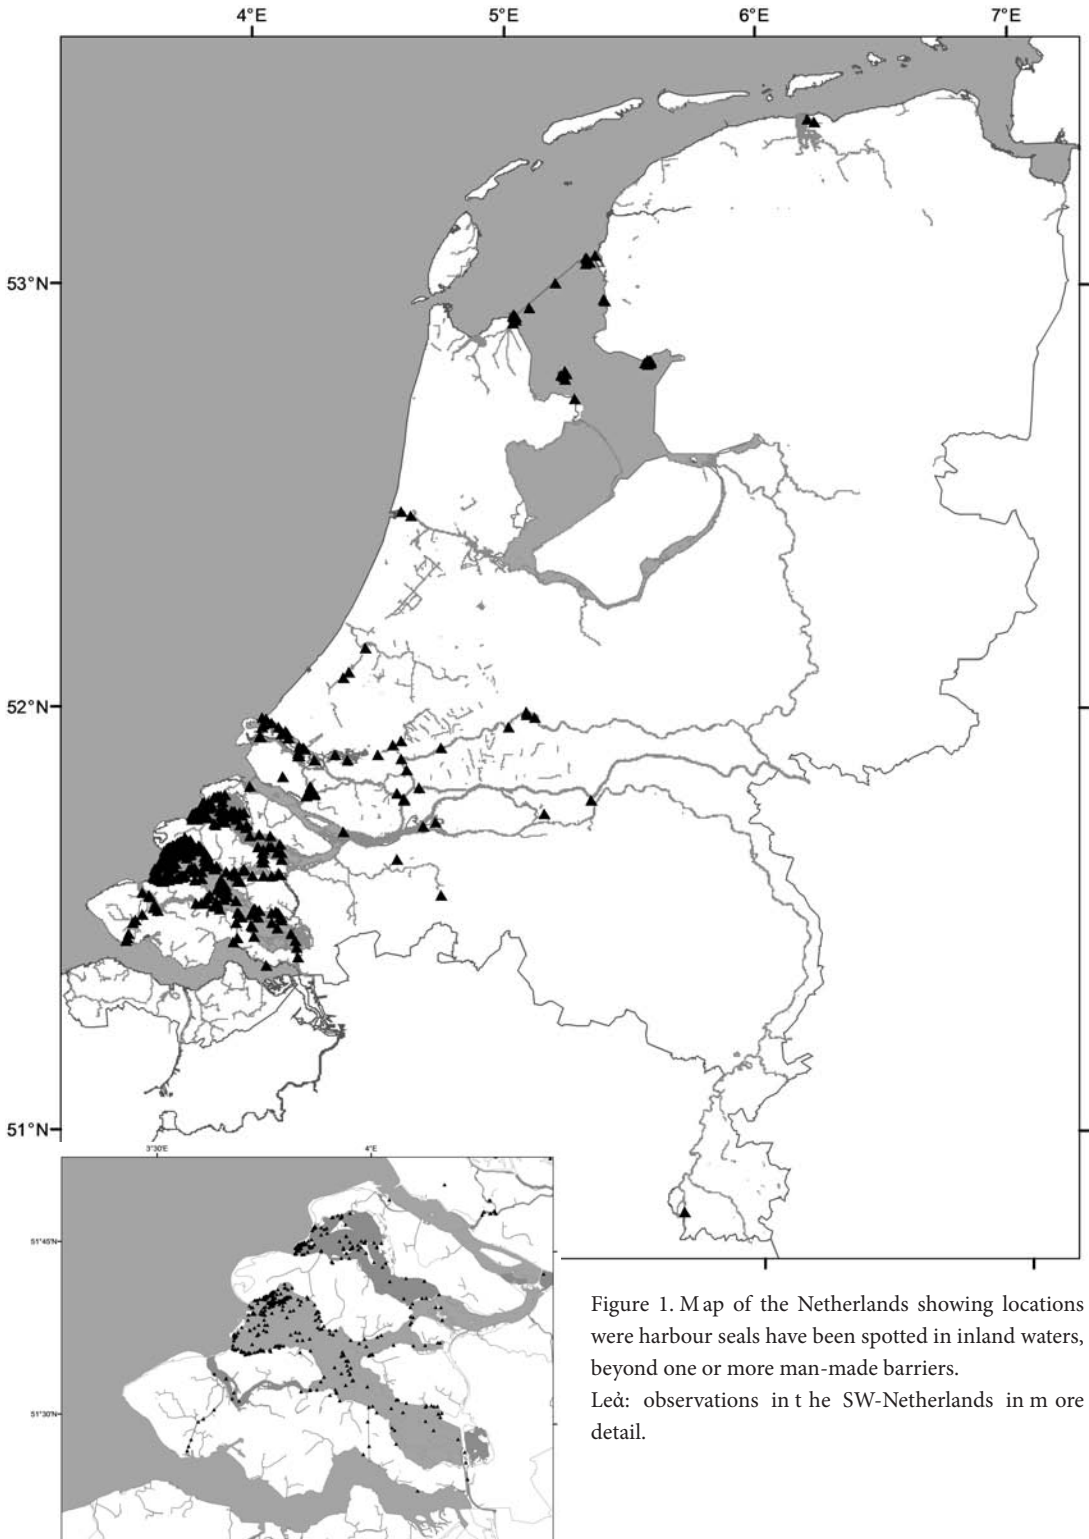 4°E 5°E 6°E 7°E
53°N
52°N
51°N
3°30'E 4°E
51°45'N
51°30'N
Figure 1. Map of the Netherlands showing locations
were harbour seals have been spotted in inland waters,
beyond one or more man-made barriers.
Leἀ: observations in t he SW-Netherlands in m ore
detail.